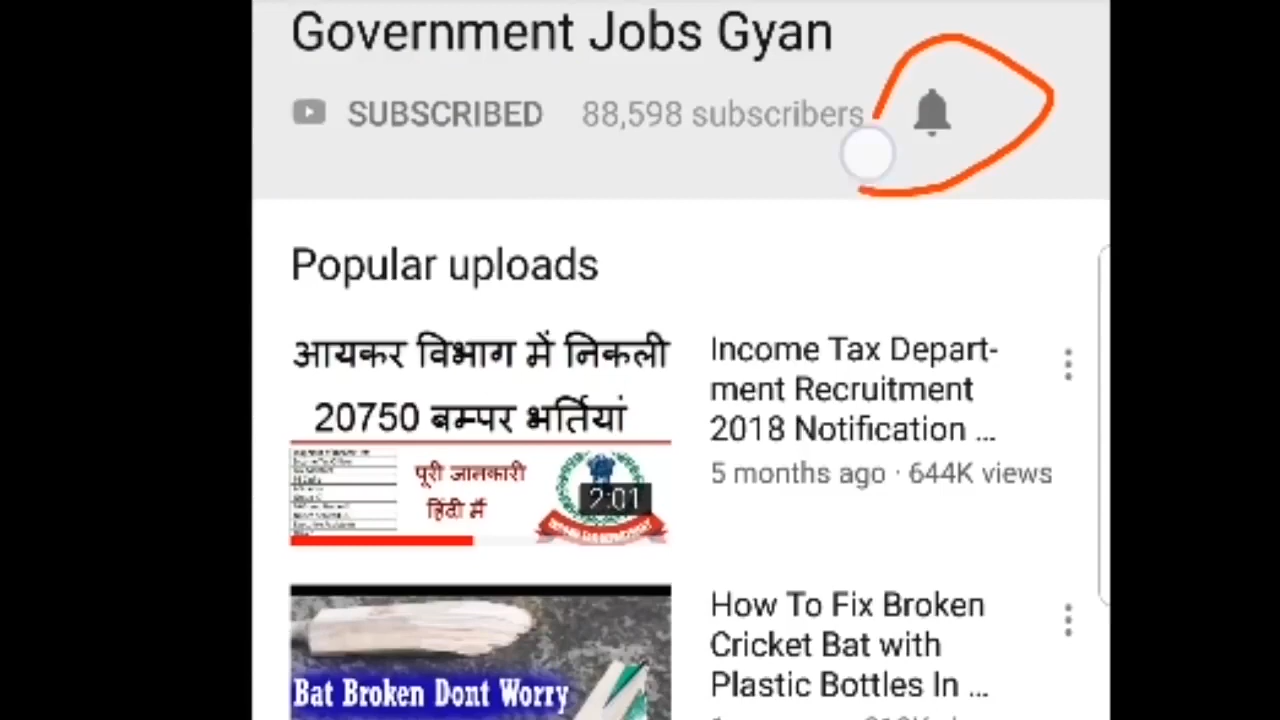 Government Jobs Gyan
SUBSCRIBED 88,598 subscribers
Popular uploads
आयकर विभाग में निकली
20750 बम्पर भर्तियां
पूरी जानकारी
हिंदी में
2:01
Income Tax Depart-
ment Recruitment
2018 Notification ...
5 months ago · 644K views
Bat Broken Dont Worry
How To Fix Broken
Cricket Bat with
Plastic Bottles In ...